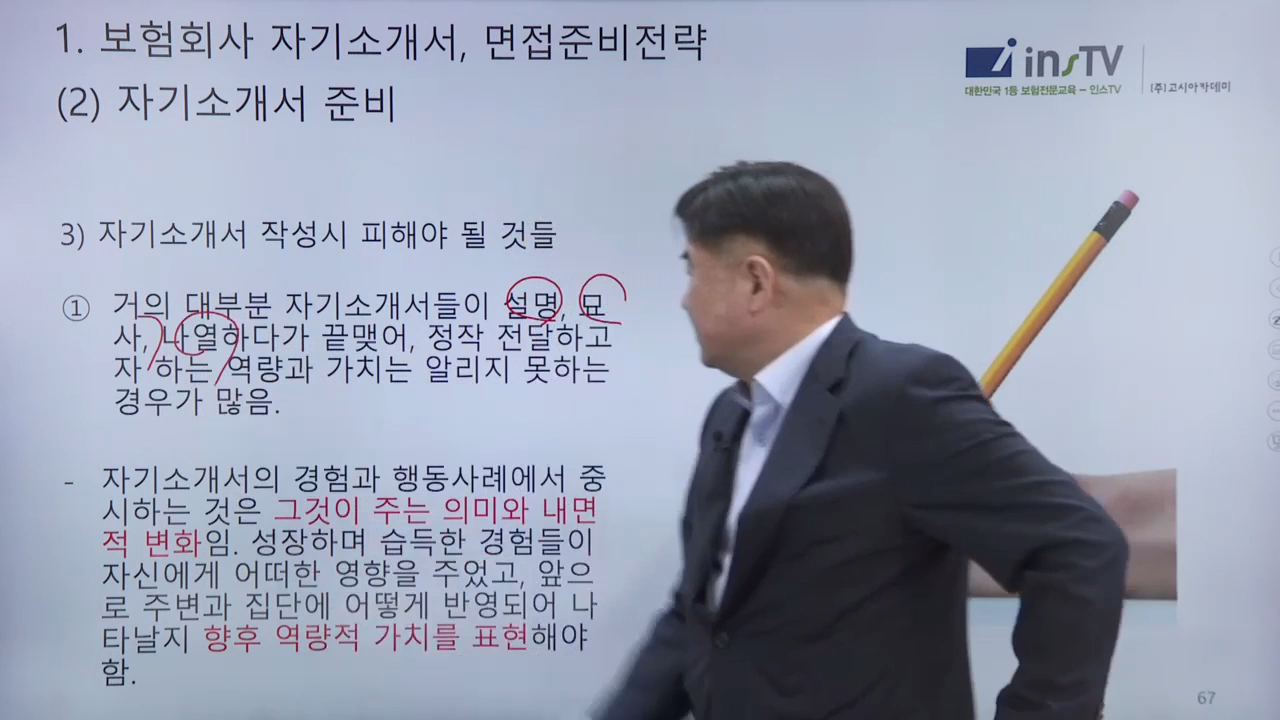 1. 보험회사 자기소개서, 면접준비전략
(2) 자기소개서 준비
insTV
대한민국 1등 보험전문교육 - 인스TV
[주]고시아카데미
3) 자기소개서 작성시 피해야 될 것들
① 거의 대부분 자기소개서들이 설명, 묘
사, 나열하다가 끝맺어, 정작 전달하고
자 하는 역량과 가치는 알리지 못하는
경우가 많음.
- 자기소개서의 경험과 행동사례에서 중
시하는 것은 그것이 주는 의미와 내면
적 변화임. 성장하며 습득한 경험들이
자신에게 어떠한 영향을 주었고, 앞으
로 주변과 집단에 어떻게 반영되어 나
타날지 향후 역량적 가치를 표현해야
함.
67